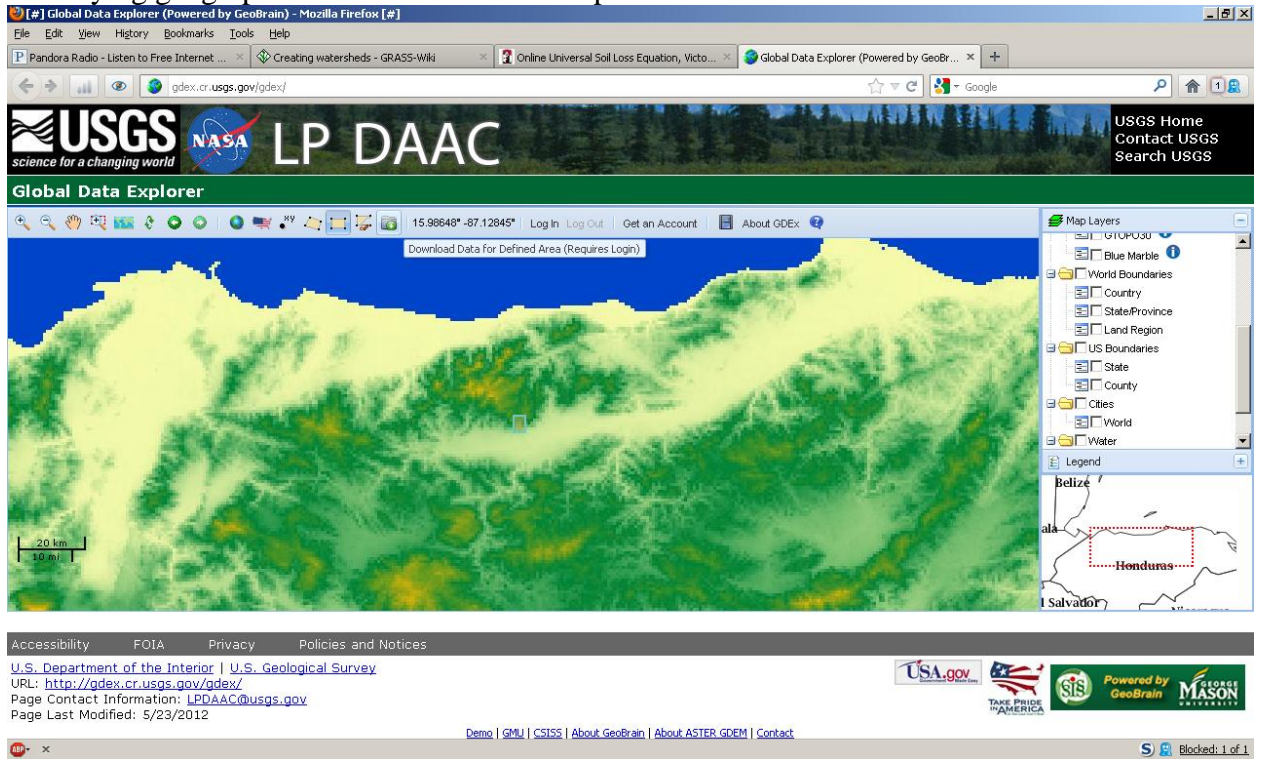 [#] Global Data Explorer (Powered by GeoBrain) - Mozilla Firefox [#]
File Edit View History Bookmarks Tools Help
Pandora Radio - Listen to Free Internet ... Creating watersheds - GRASS-Wiki Online Universal Soil Loss Equation, Victo... Global Data Explorer (Powered by GeoBr...
gdex.cr.usgs.gov/gdex/ Google 1
USGS
science for a changing world
NASA
LP DAAC
USGS Home
Contact USGS
Search USGS
Global Data Explorer
XY 15.98648° -87.12845° Log In Log Out Get an Account About GDEx
Download Data for Defined Area (Requires Login)
Map Layers
GTOPO30
Blue Marble
World Boundaries
Country
State/Province
Land Region
US Boundaries
State
County
Cities
World
Water
Legend
Belize
ala
Honduras
l Salvador
20 km
10 mi
Accessibility FOIA Privacy Policies and Notices
U.S. Department of the Interior | U.S. Geological Survey
URL: http://gdex.cr.usgs.gov/gdex/
Page Contact Information: LPDAAC@usgs.gov
Page Last Modified: 5/23/2012
USA.gov
TAKE PRIDE
IN AMERICA
SIS
Powered by
GeoBrain
GEORGE
MASON
UNIVERSITY
Demo | GMU | CSISS | About GeoBrain | About ASTER GDEM | Contact
ABP
S Blocked: 1 of 1